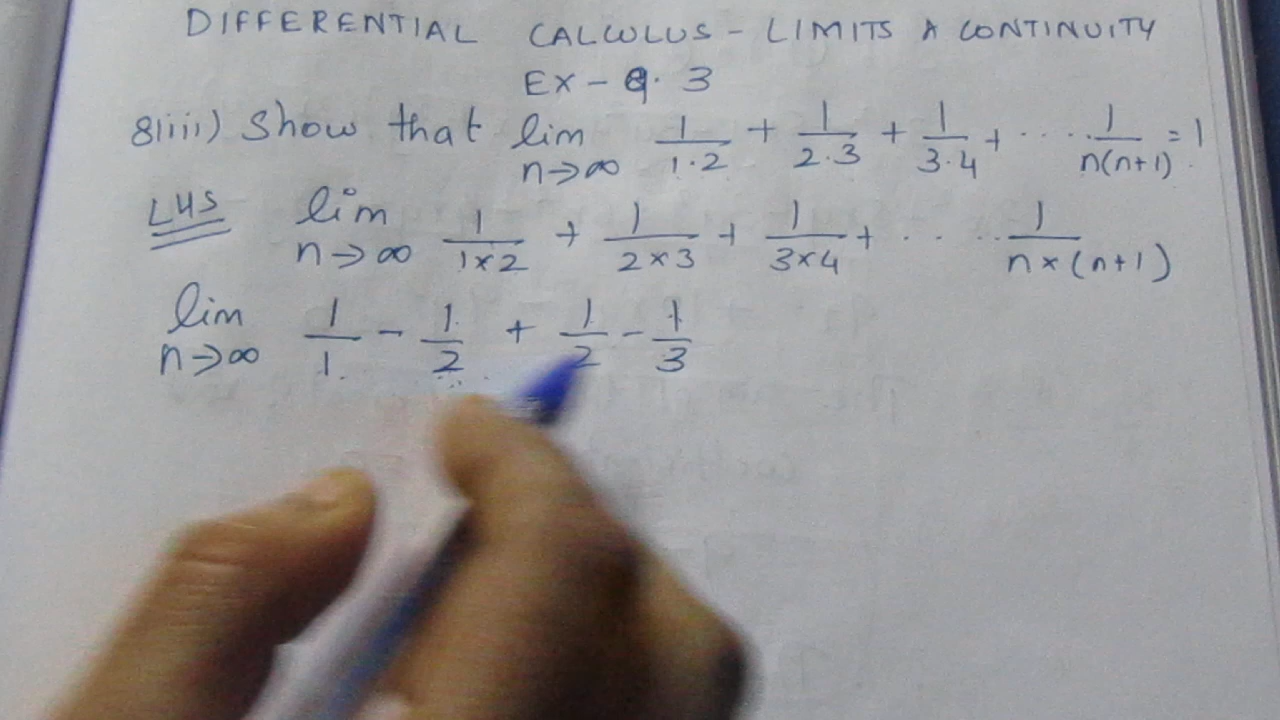 DIFFERENTIAL CALCULUS - LIMITS & CONTINUITY
EX - 9.3
8(iii) Show that lim n→∞ 1/1·2 + 1/2·3 + 1/3·4 + ····· 1/n(n+1) = 1
LHS lim n→∞ 1/1×2 + 1/2×3 + 1/3×4 + ···· 1/n×(n+1)
lim n→∞ 1/1 - 1/2 + 1/2 - 1/3